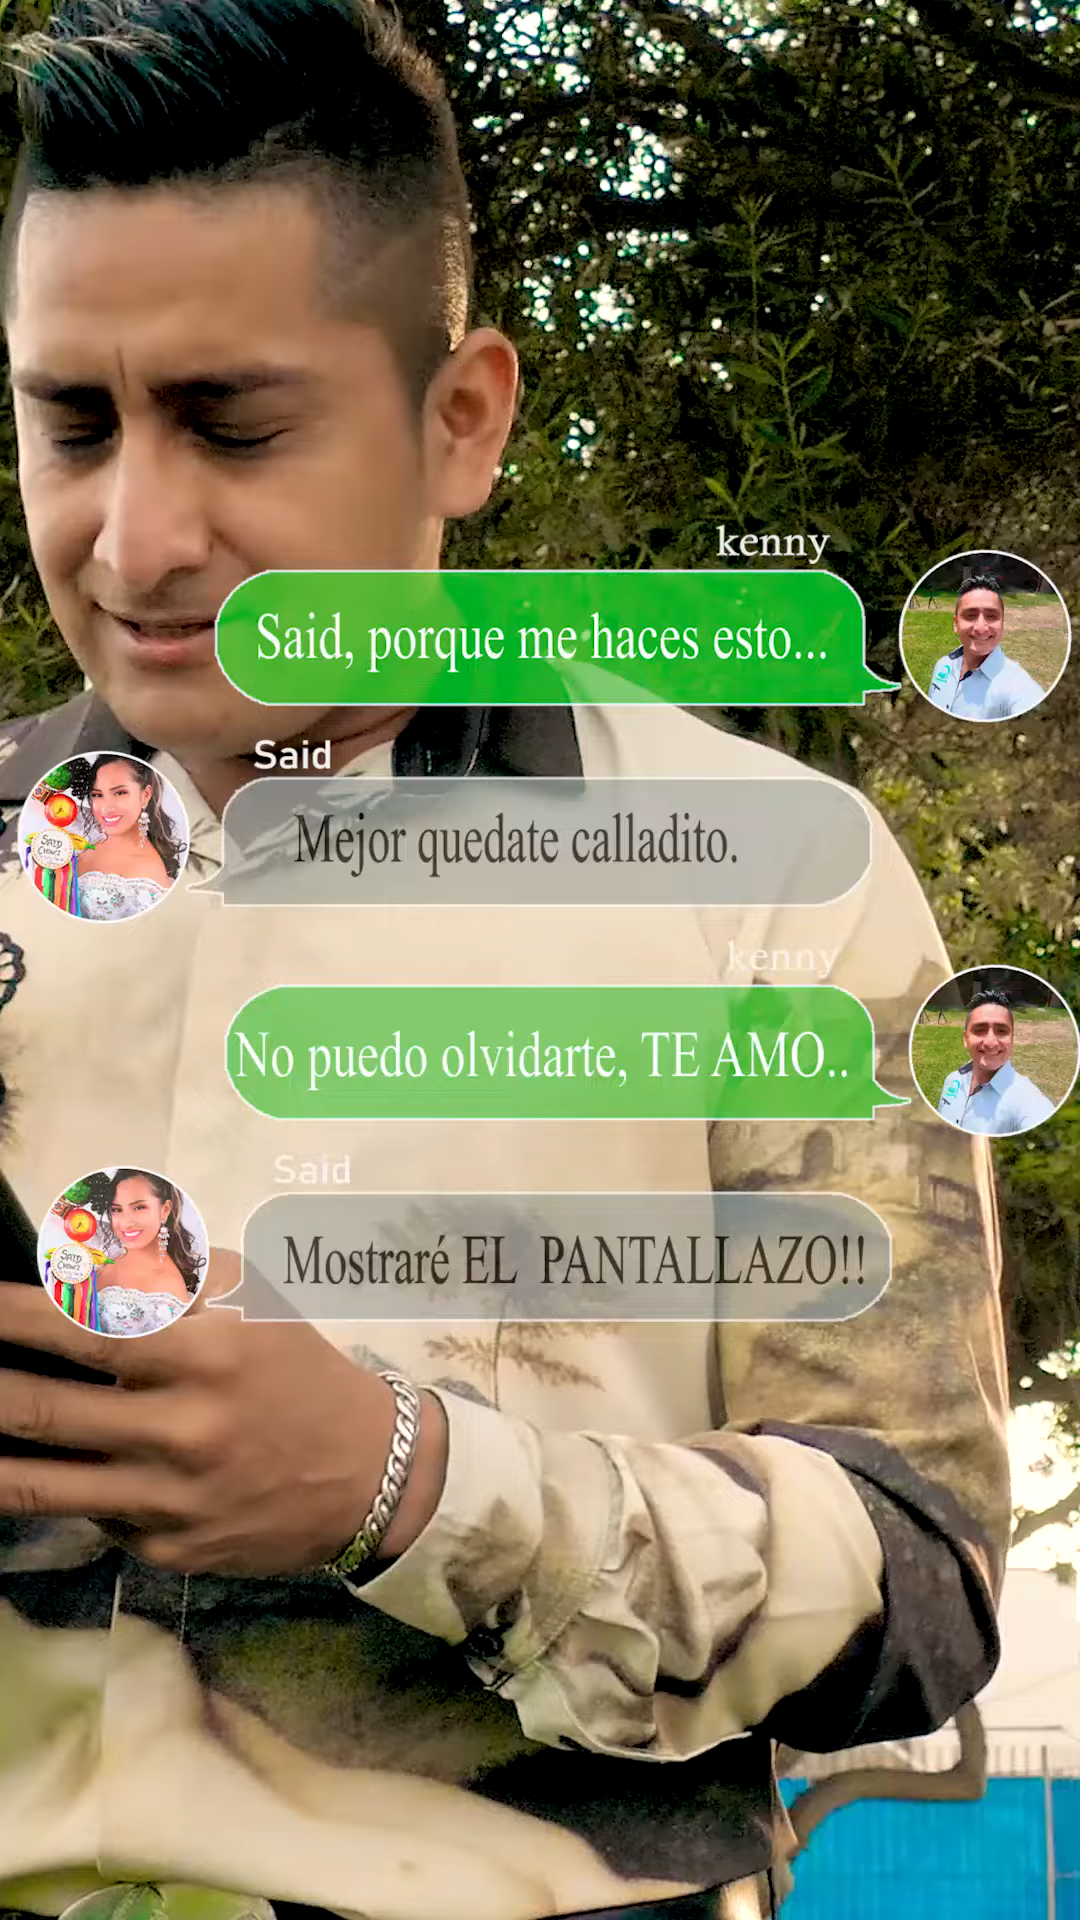 kenny
Said, porque me haces esto...
Said
Mejor quedate calladito.
kenny
No puedo olvidarte, TE AMO..
Said
Mostraré EL PANTALLAZO!!